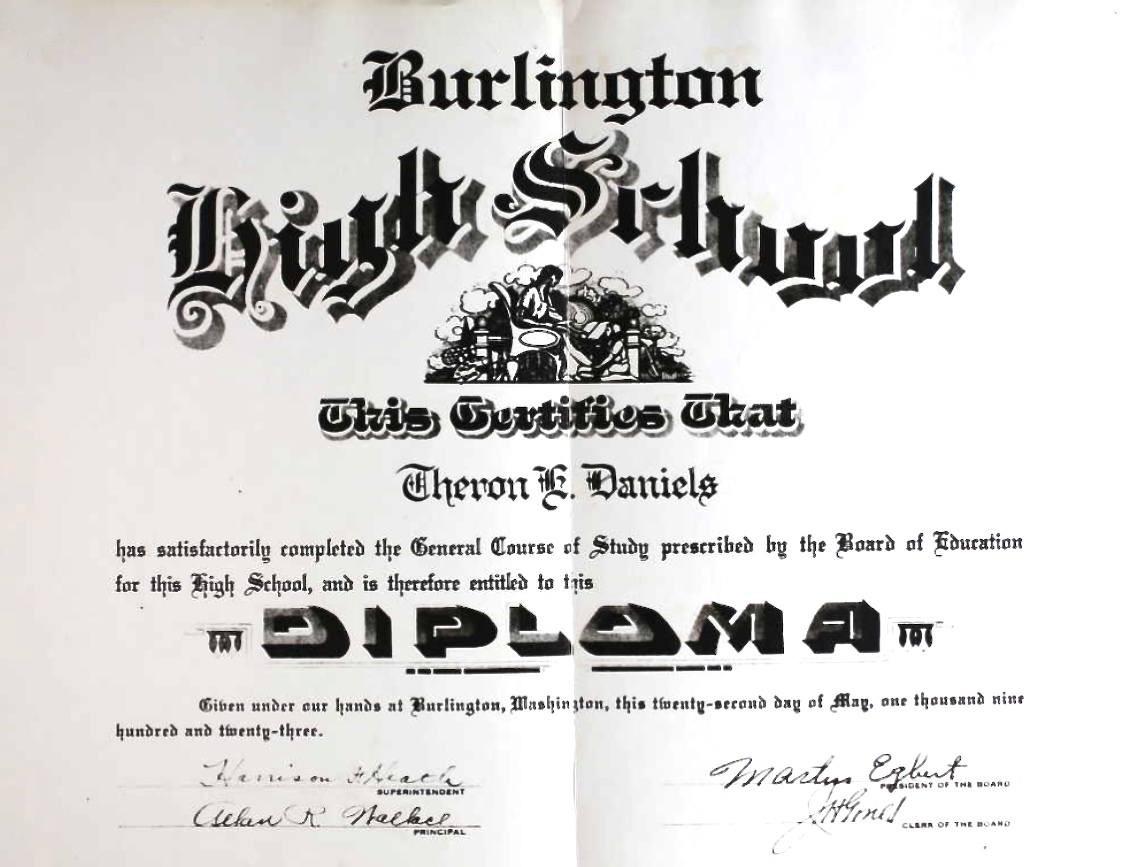 Burlington
High School
This Certifies That
Theron E. Daniels
has satisfactorily completed the General Course of Study prescribed by the Board of Education
for this High School, and is therefore entitled to this
DIPLOMA
Given under our hands at Burlington, Washington, this twenty-second day of May, one thousand nine
hundred and twenty-three.
Harrison Heath
SUPERINTENDENT
Martin Egbert
PRESIDENT OF THE BOARD
Allan R. Wallace
PRINCIPAL
CLERK OF THE BOARD